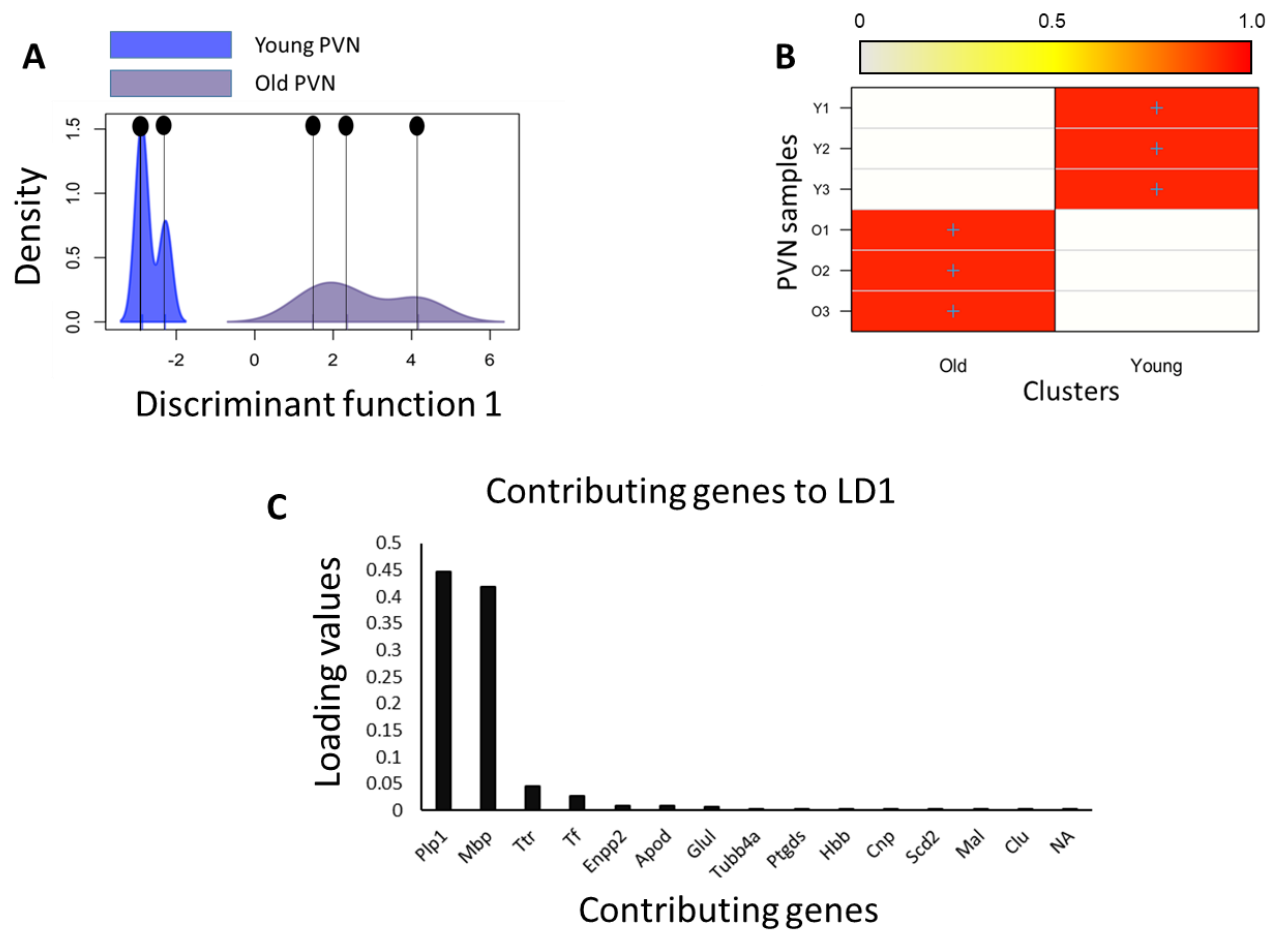 A
Young PVN
Old PVN
Density
0.0
0.5
1.0
1.5
-2
0
2
4
6
Discriminant function 1
B
0
0.5
1.0
PVN samples
Y1
Y2
Y3
O1
O2
O3
Old
Young
Clusters
C
Contributing genes to LD1
Loading values
0.5
0.45
0.4
0.35
0.3
0.25
0.2
0.15
0.1
0.05
0
Plp1
Mbp
Ttr
Tf
Enpp2
Apod
Glul
Tubb4a
Ptgds
Hbb
Cnp
Scd2
Mal
Clu
NA
Contributing genes